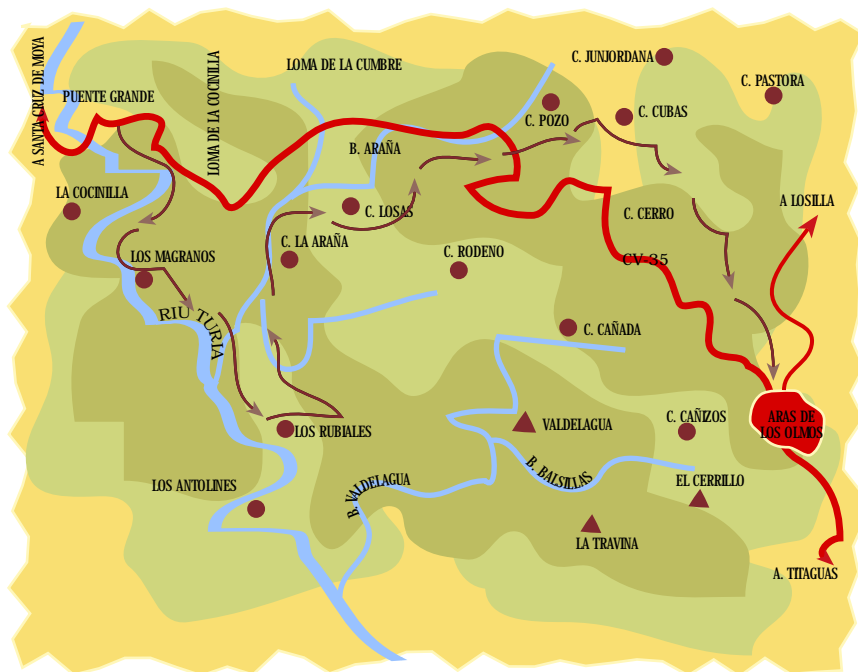 A SANTA CRUZ DE MOYA
PUENTE GRANDE
LOMA DE LA COCINILLA
LOMA DE LA CUMBRE
C. JUNJORDANA
C. PASTORA
C. POZO
C. CUBAS
B. ARAÑA
LA COCINILLA
C. LOSAS
C. CERRO
A LOSILLA
C. LA ARAÑA
C. RODENO
LOS MAGRANOS
CV-35
RIU TURIA
C. CAÑADA
LOS RUBIALES
VALDELAGUA
C. CAÑIZOS
ARAS DE
LOS OLMOS
LOS ANTOLINES
B. VALDELAGUA
B. BALSILLAS
EL CERRILLO
LA TRAVINA
A. TITAGUAS